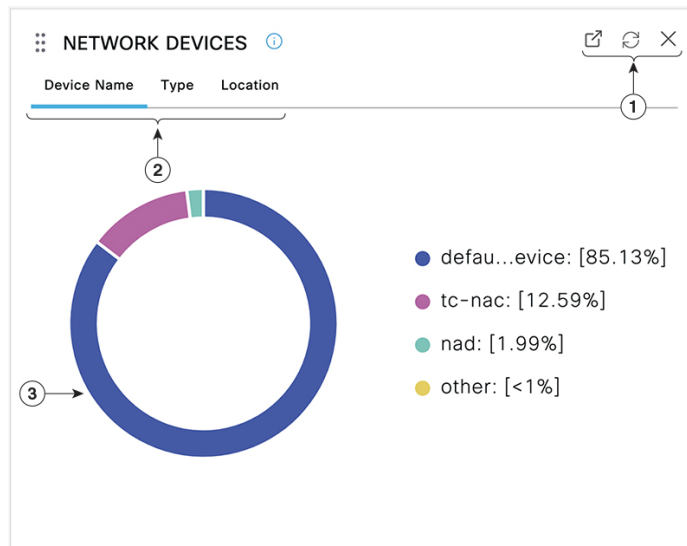 NETWORK DEVICES
1
Device Name Type Location
2
defau...evice: [85.13%]
tc-nac: [12.59%]
nad: [1.99%]
other: [<1%]
3